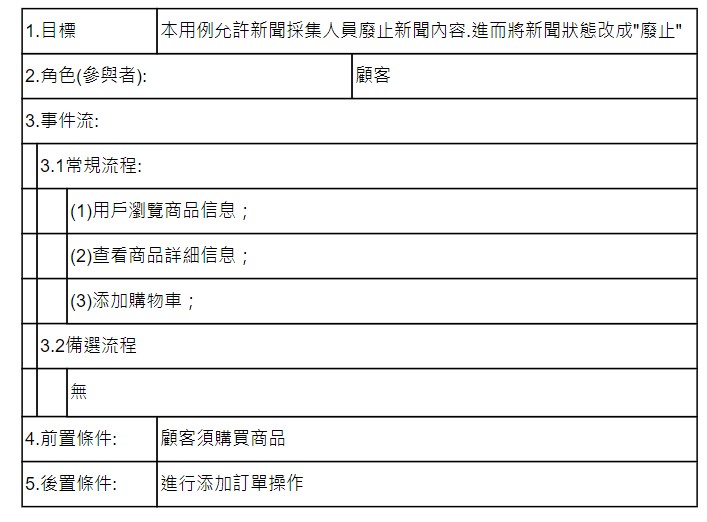 1.目標 本用例允許新聞採集人員廢止新聞內容.進而將新聞狀態改成"廢止"
2.角色(參與者): 顧客
3.事件流:
3.1常規流程:
(1)用戶瀏覽商品信息；
(2)查看商品詳細信息；
(3)添加購物車；
3.2備選流程
無
4.前置條件: 顧客須購買商品
5.後置條件: 進行添加訂單操作